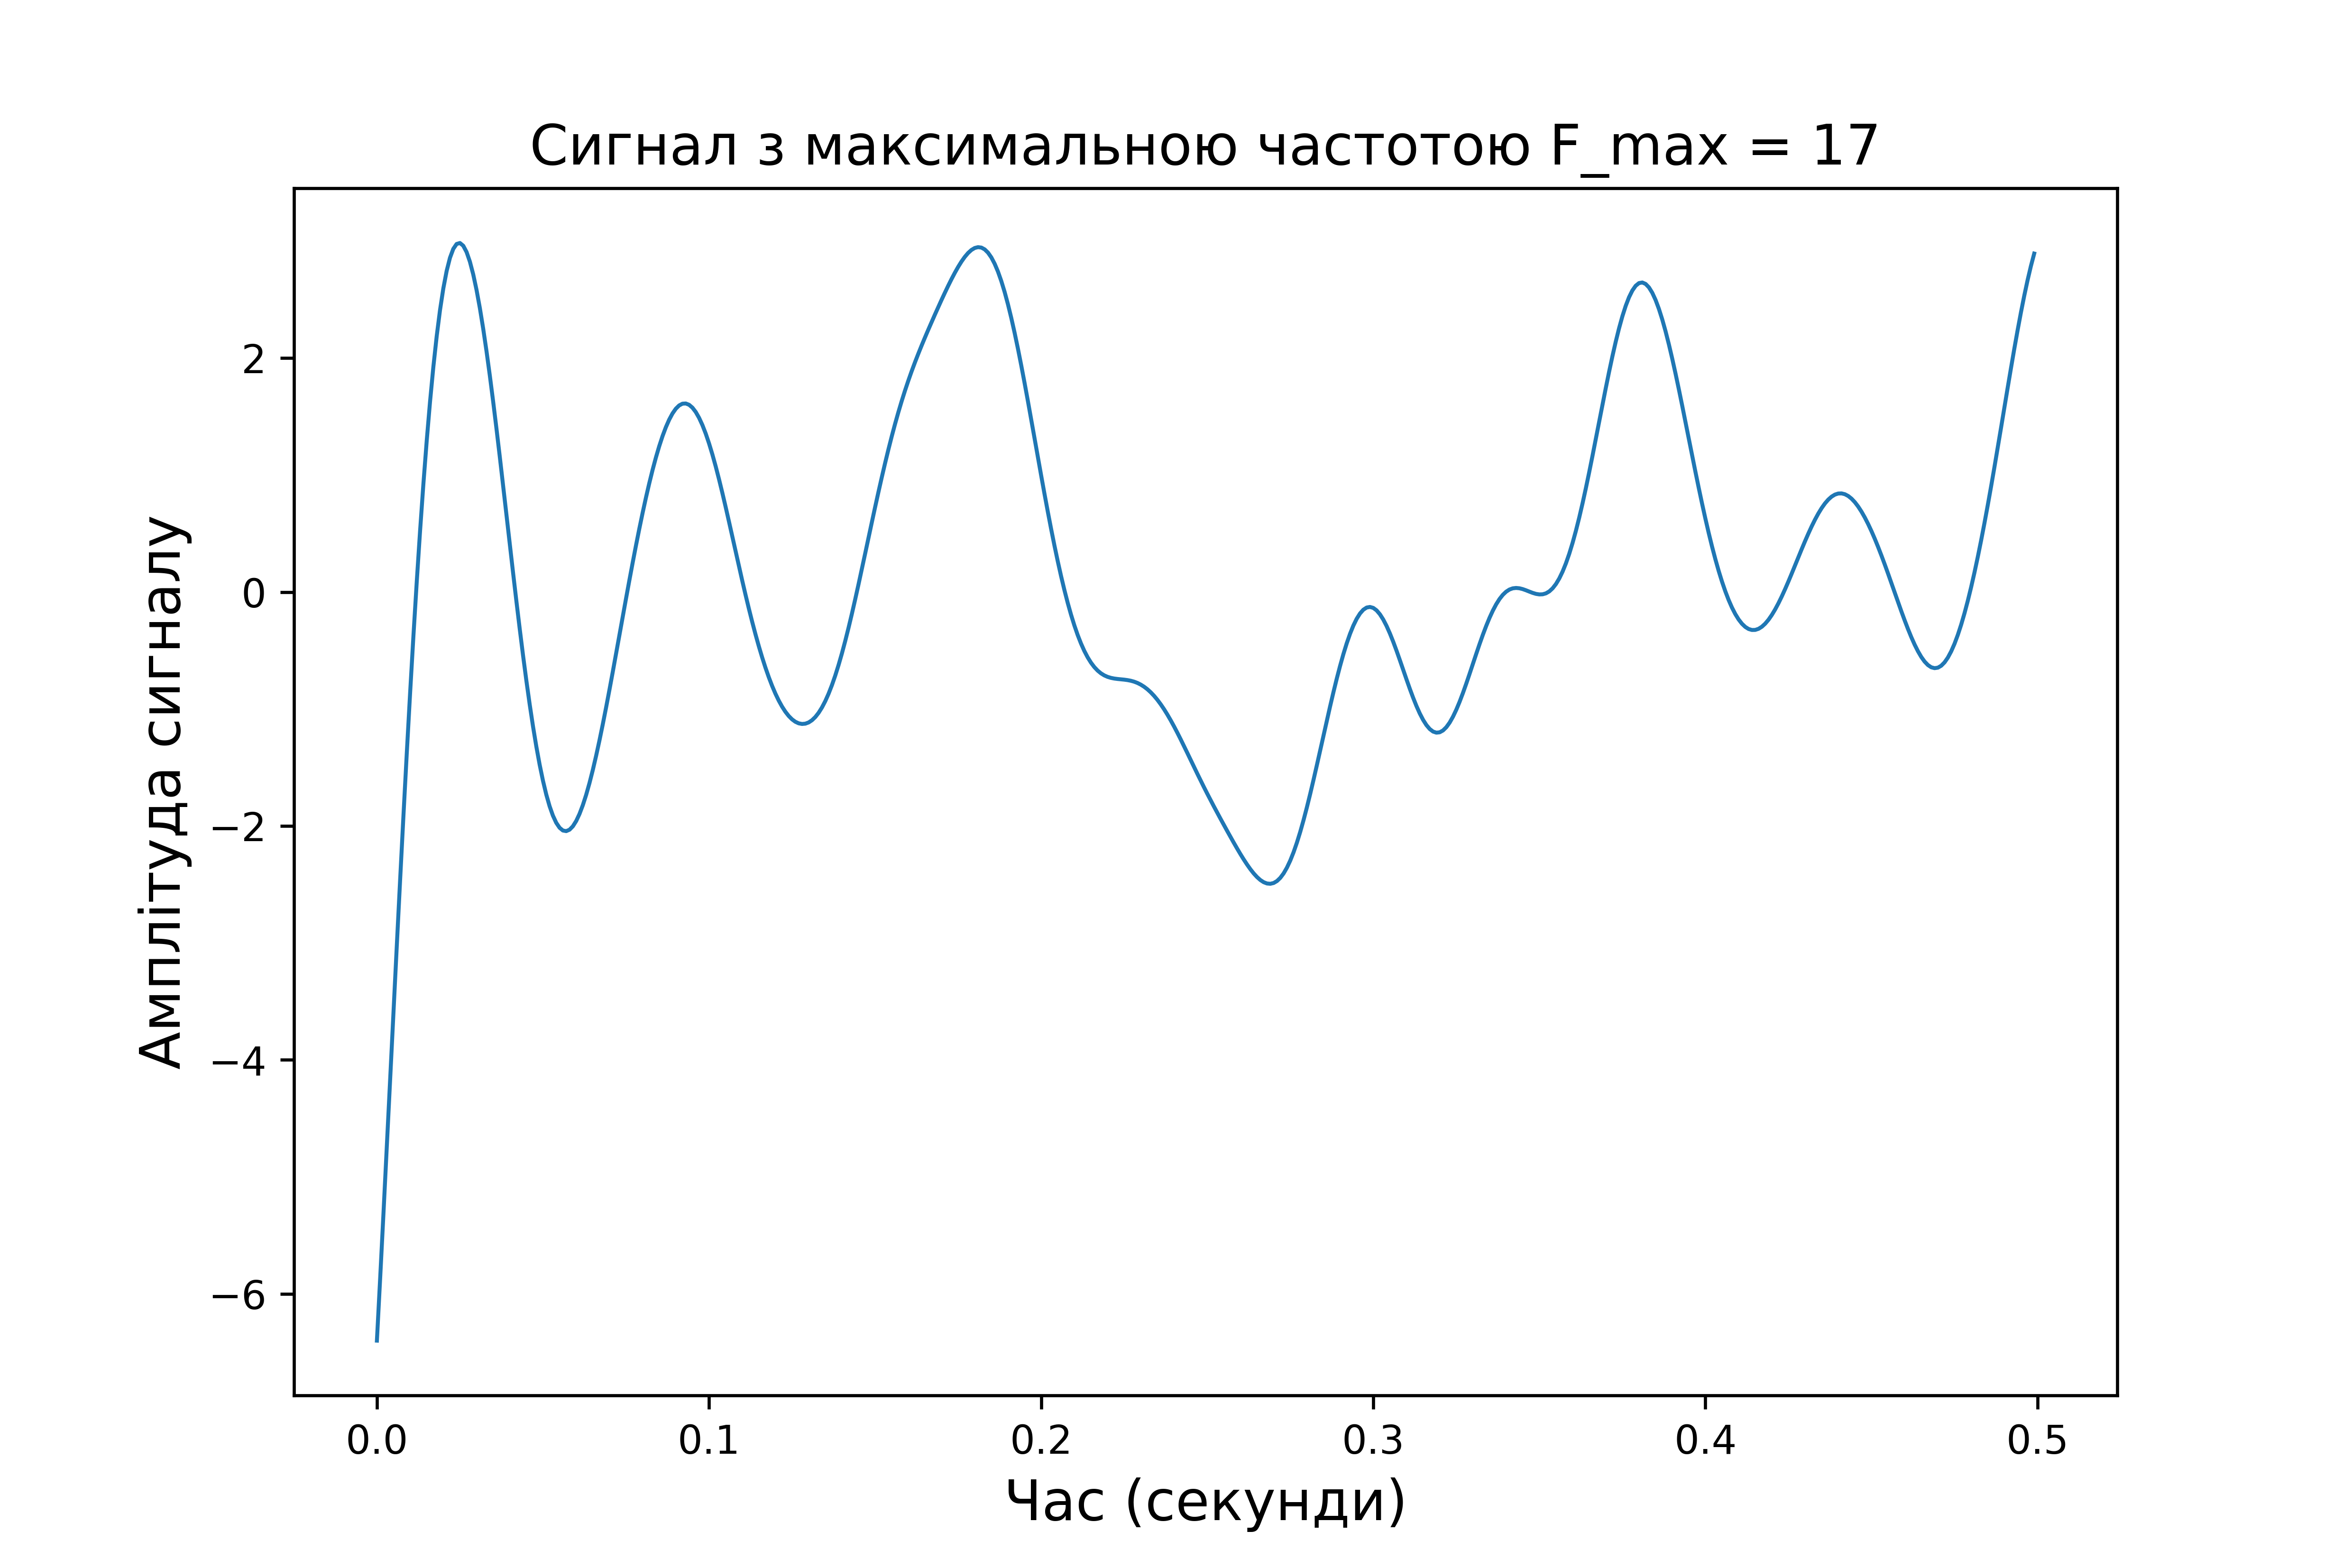 Сигнал з максимальною частотою F_max = 17
Амплітуда сигналу
2
0
−2
−4
−6
0.0 0.1 0.2 0.3 0.4 0.5
Час (секунди)